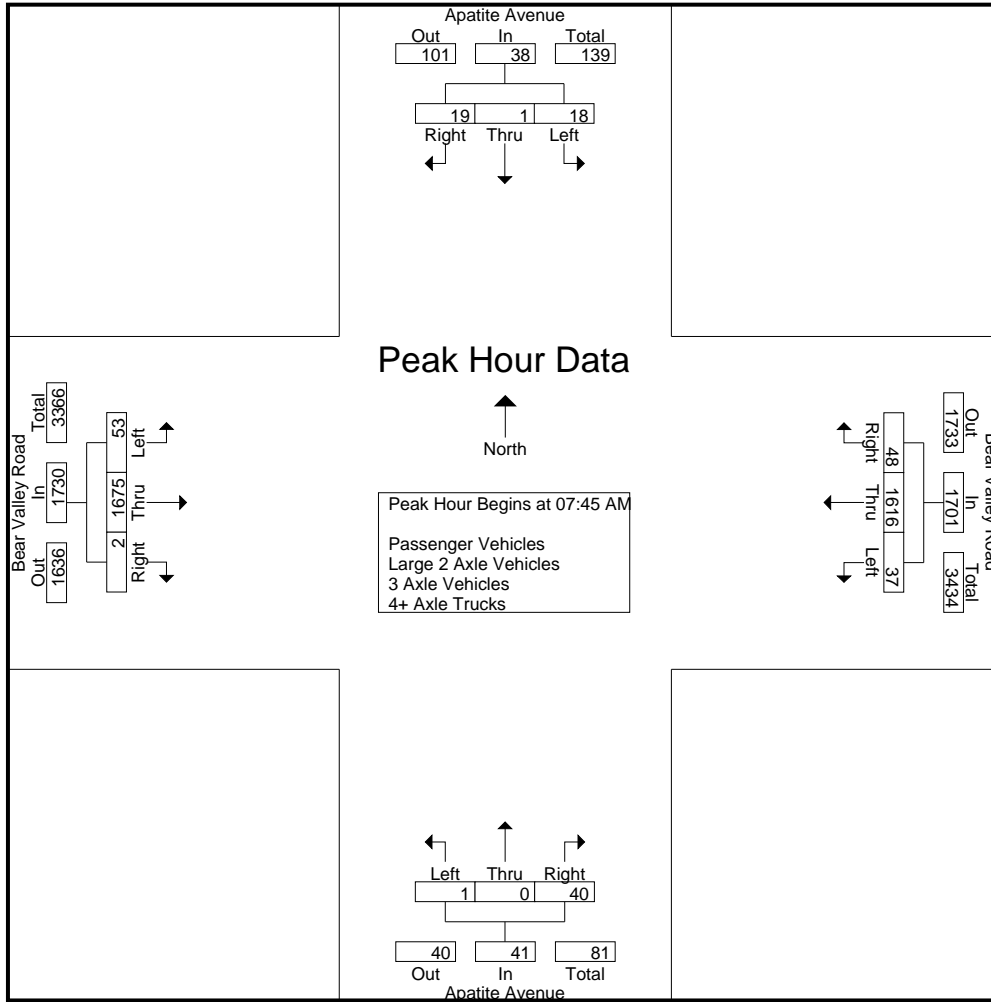 Apatite Avenue
Out In Total
101 38 139
19 1 18
Right Thru Left
Peak Hour Data
North
Peak Hour Begins at 07:45 AM
Passenger Vehicles
Large 2 Axle Vehicles
3 Axle Vehicles
4+ Axle Trucks
Bear Valley Road
Out In Total
1636 1730 3366
53 1675 2
Left Thru Right
Bear Valley Road
Out In Total
1733 1701 3434
48 1616 37
Right Thru Left
Left Thru Right
1 0 40
40 41 81
Out In Total
Apatite Avenue